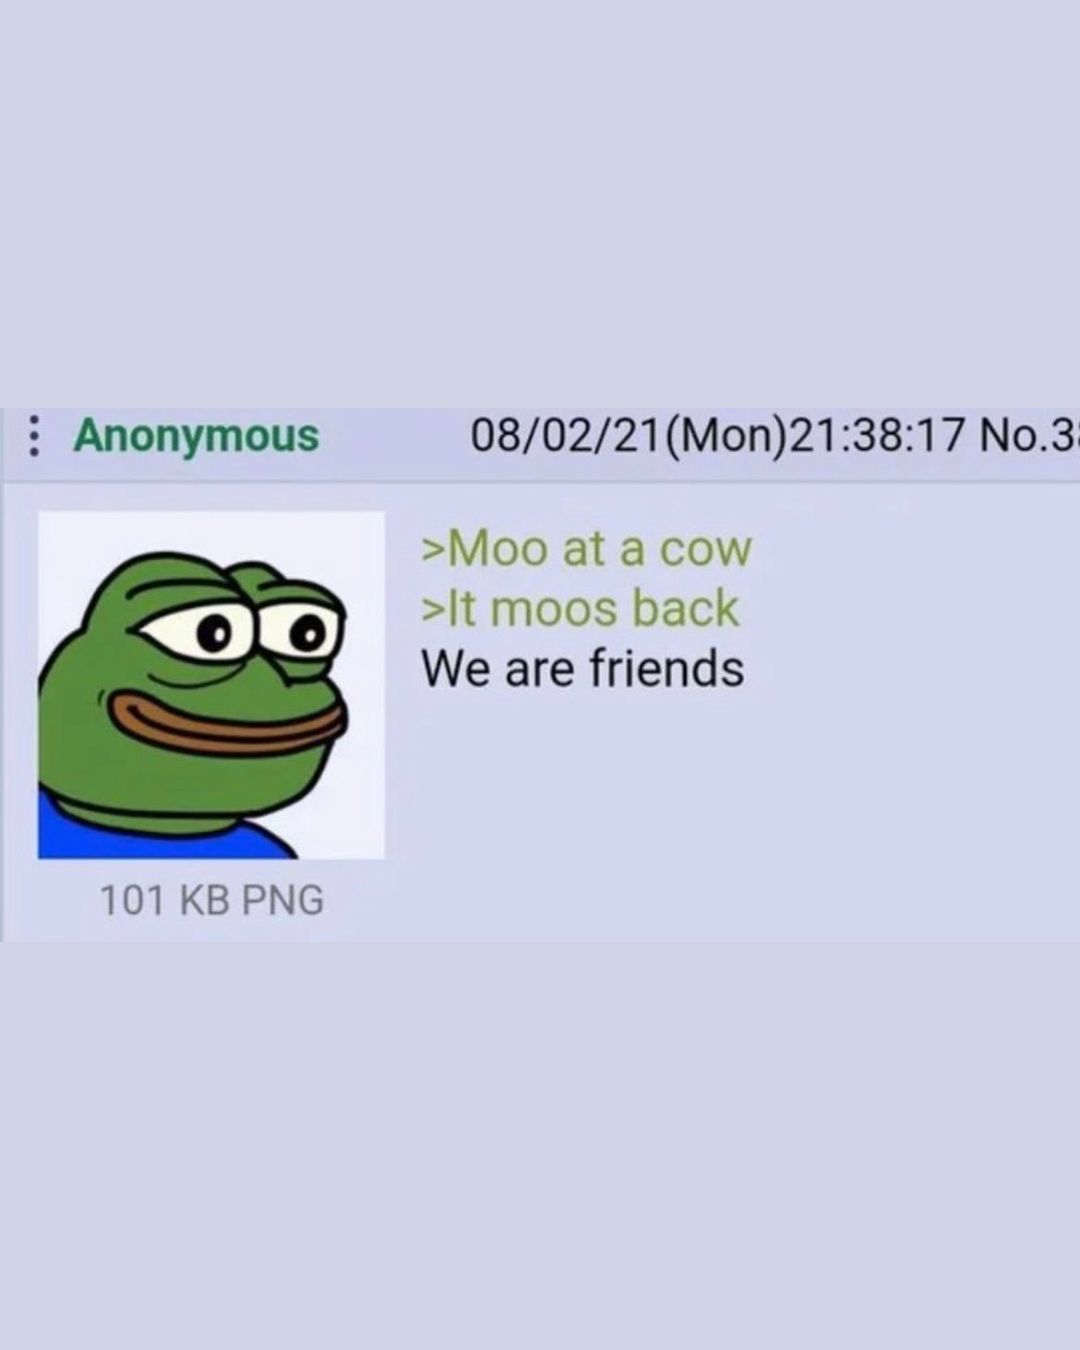 Anonymous 08/02/21(Mon)21:38:17 No.3
>Moo at a cow
>It moos back
We are friends
101 KB PNG